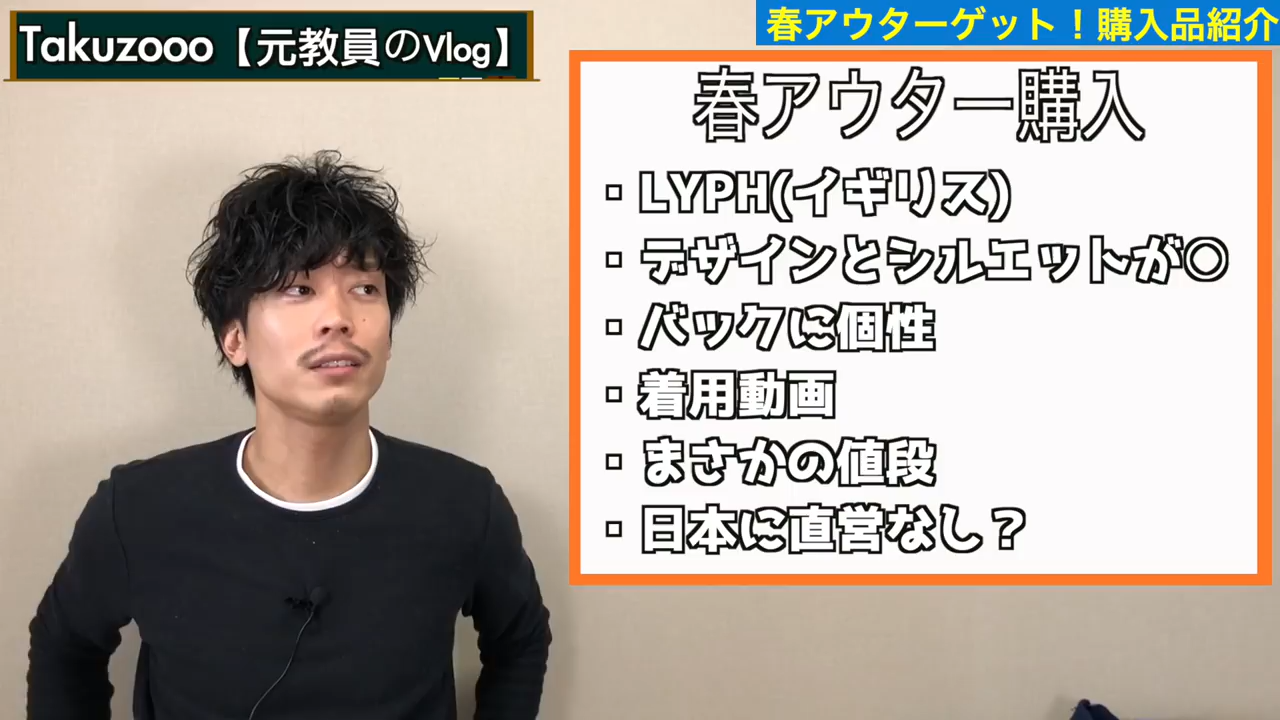 Takuzooo【元教員のVlog】
春アウターゲット！購入品紹介
春アウター購入
・LYPH(イギリス)
・デザインとシルエットが○
・バックに個性
・着用動画
・まさかの値段
・日本に直営なし？